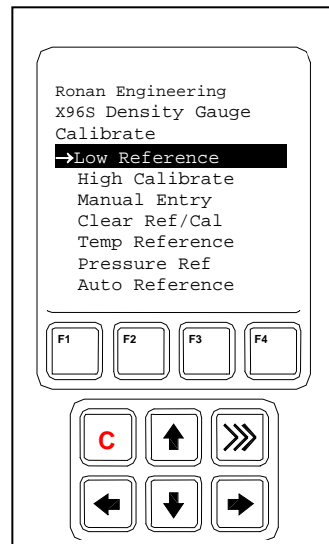 Ronan Engineering
X96S Density Gauge
Calibrate
→Low Reference
High Calibrate
Manual Entry
Clear Ref/Cal
Temp Reference
Pressure Ref
Auto Reference
F1 F2 F3 F4
C